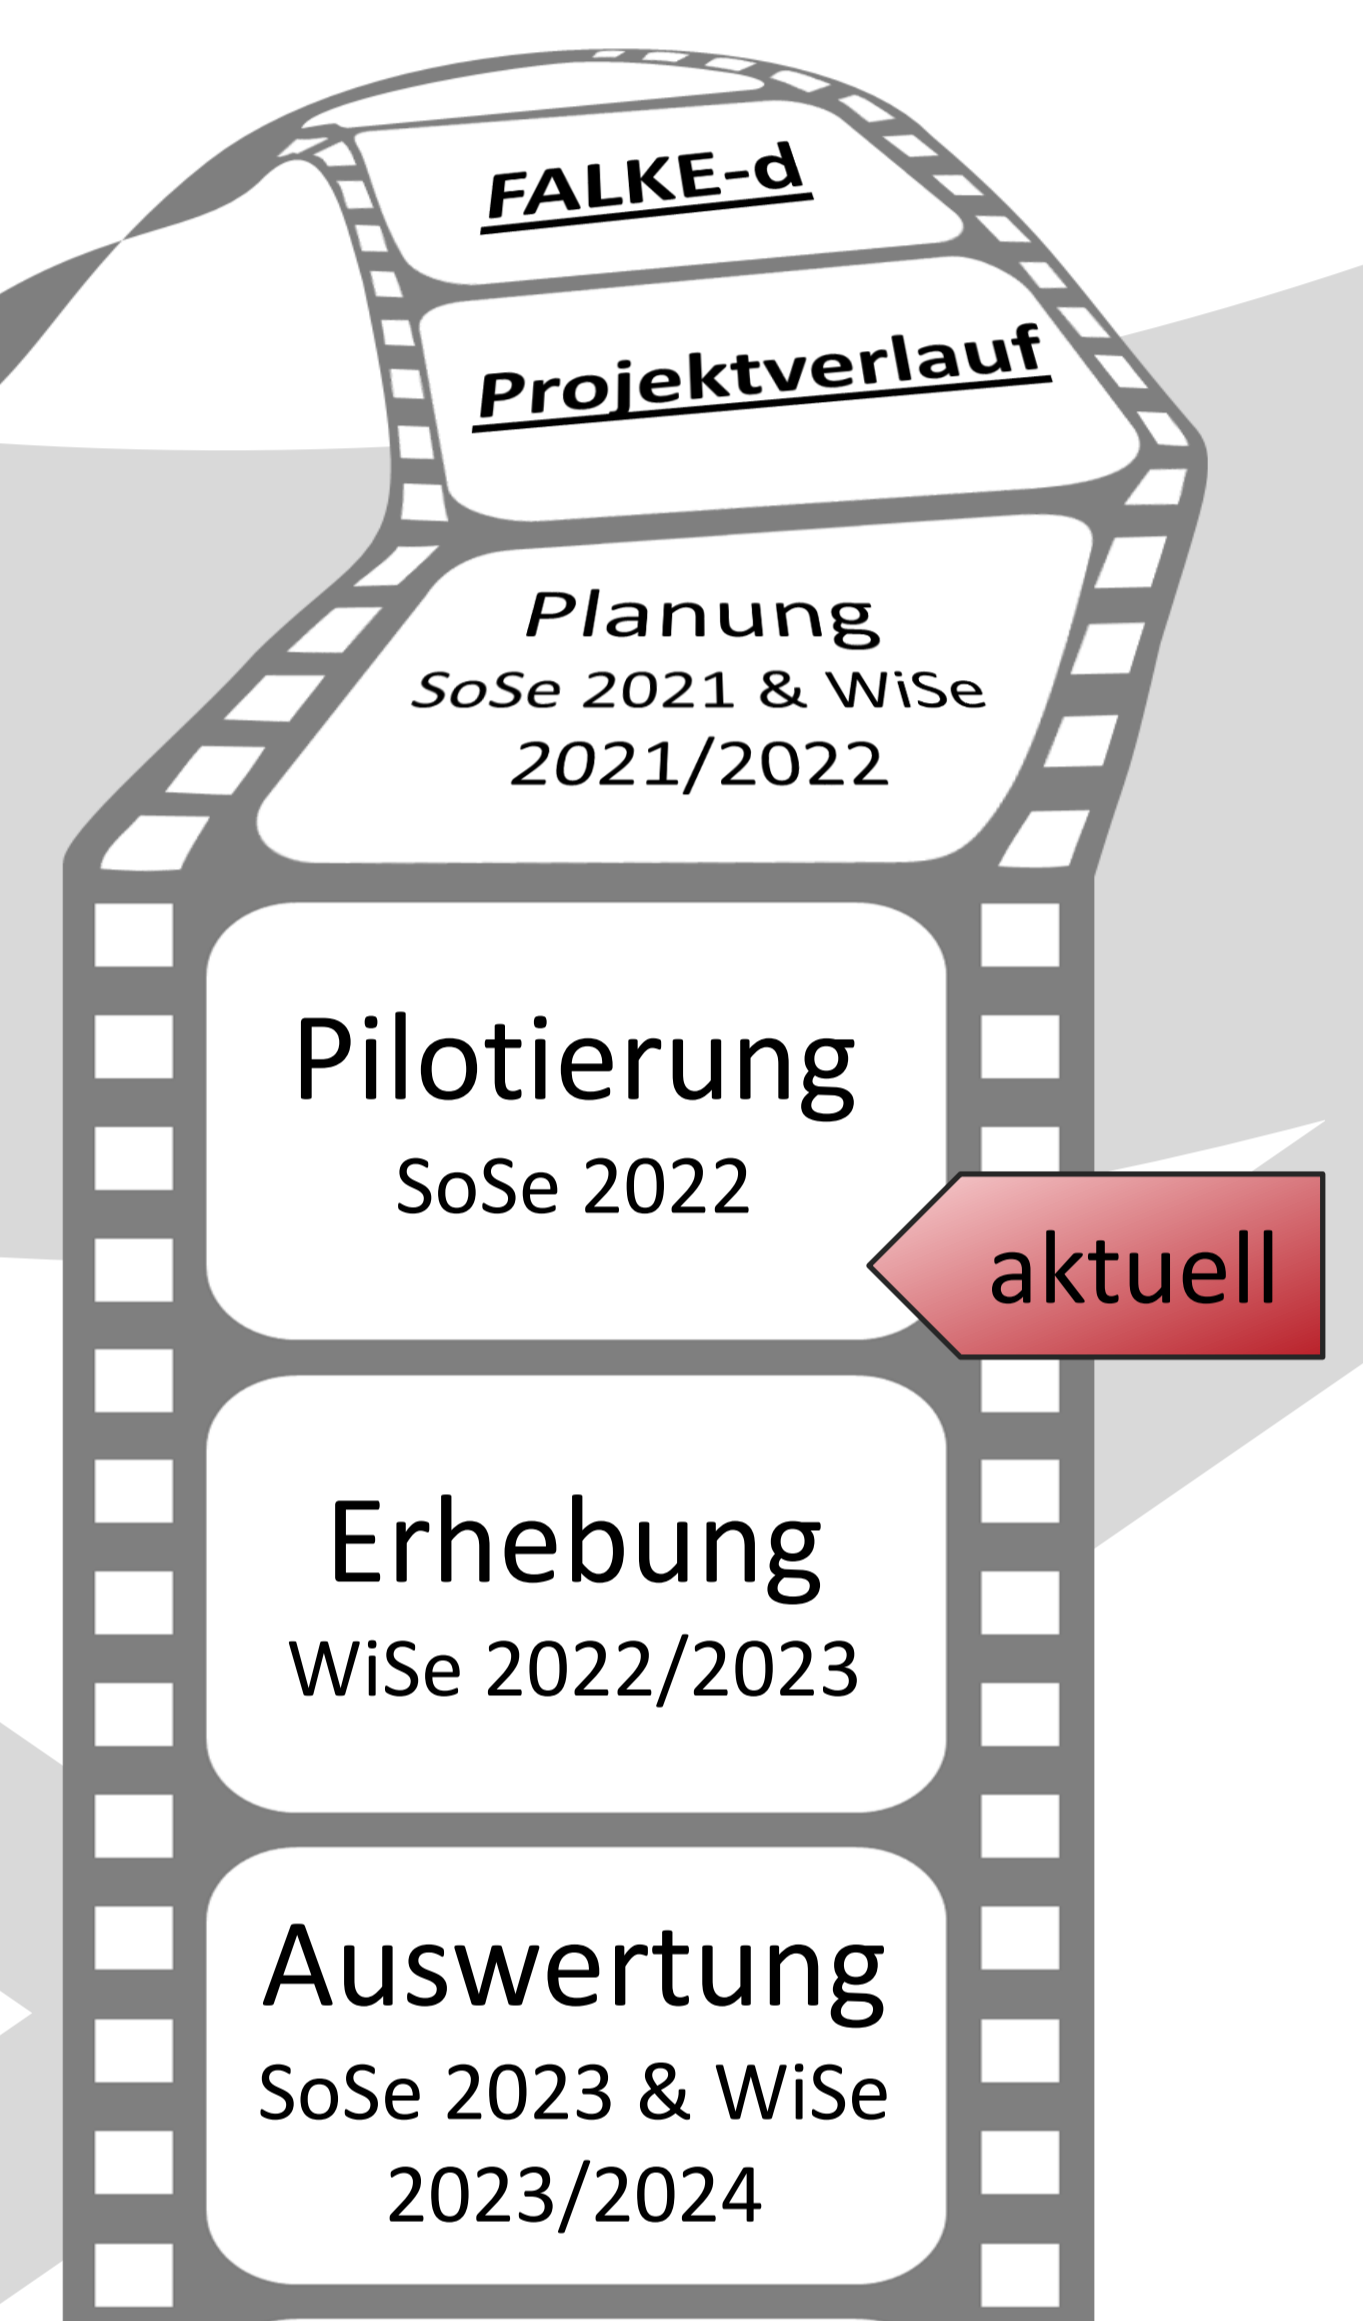 FALKE-d
Projektverlauf
Planung
SoSe 2021 & WiSe
2021/2022
Pilotierung
SoSe 2022
aktuell
Erhebung
WiSe 2022/2023
Auswertung
SoSe 2023 & WiSe
2023/2024